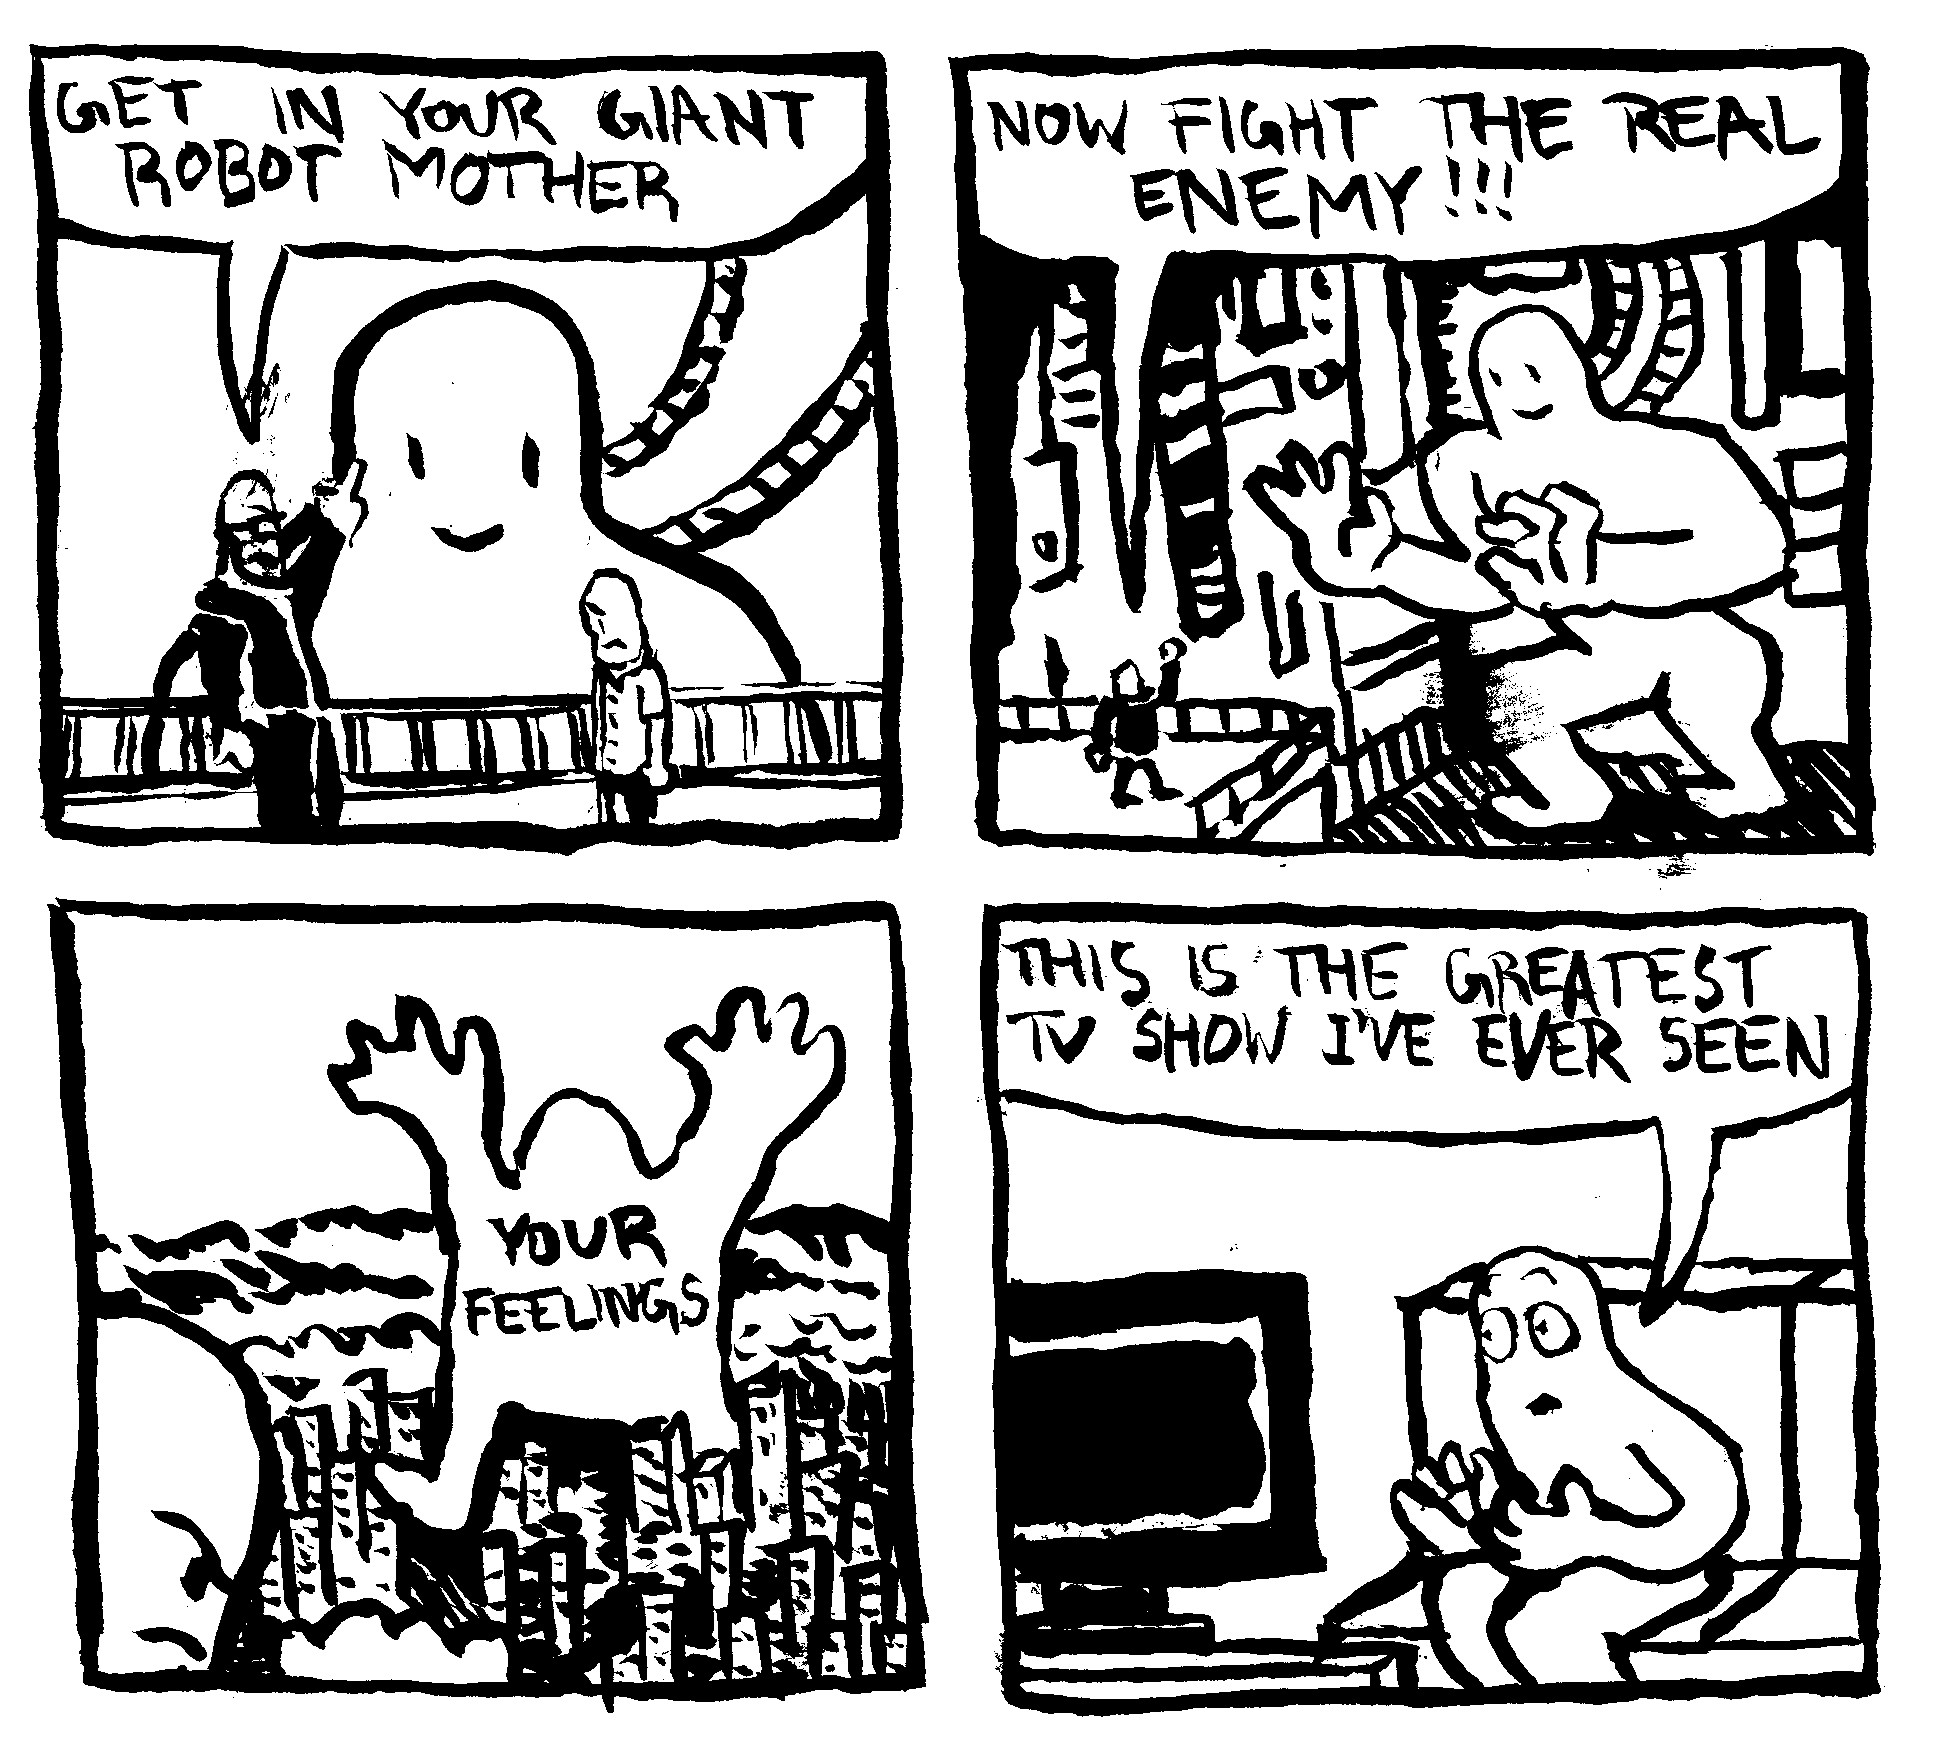 GET IN YOUR GIANT
ROBOT MOTHER
NOW FIGHT THE REAL
ENEMY!!!
YOUR
FEELINGS
THIS IS THE GREATEST
TV SHOW I'VE EVER SEEN